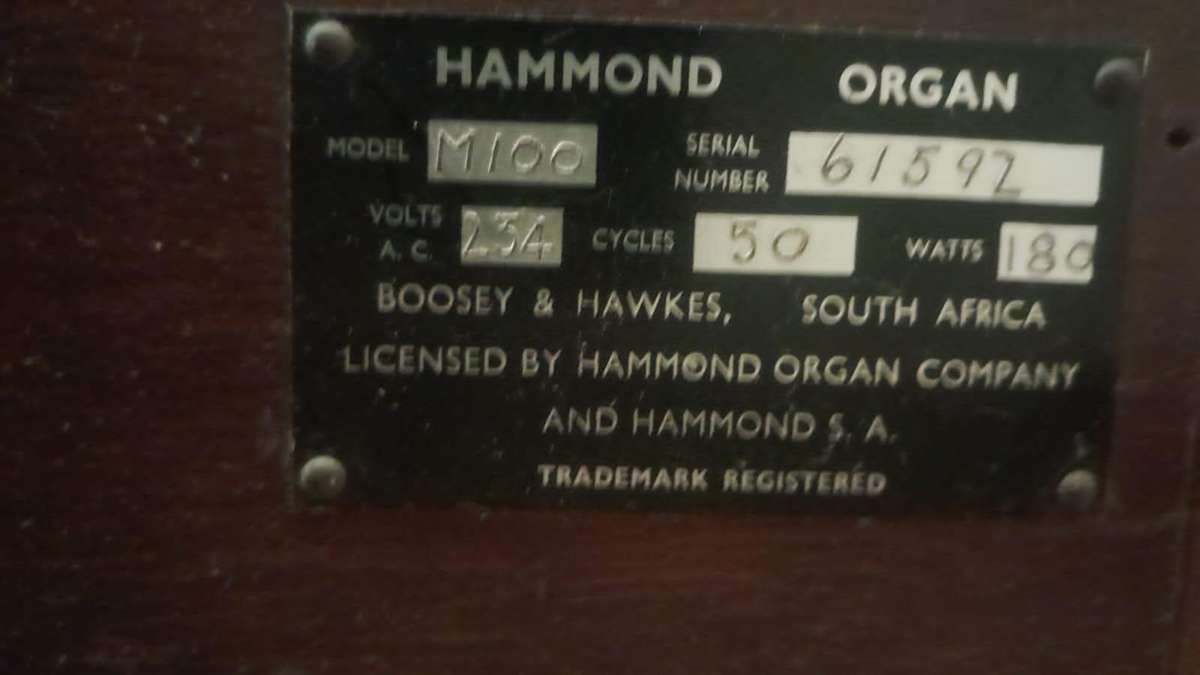 HAMMOND ORGAN
MODEL M100 SERIAL NUMBER 61592
VOLTS A.C. 234 CYCLES 50 WATTS 180
BOOSEY & HAWKES, SOUTH AFRICA
LICENSED BY HAMMOND ORGAN COMPANY
AND HAMMOND S. A.
TRADEMARK REGISTERED